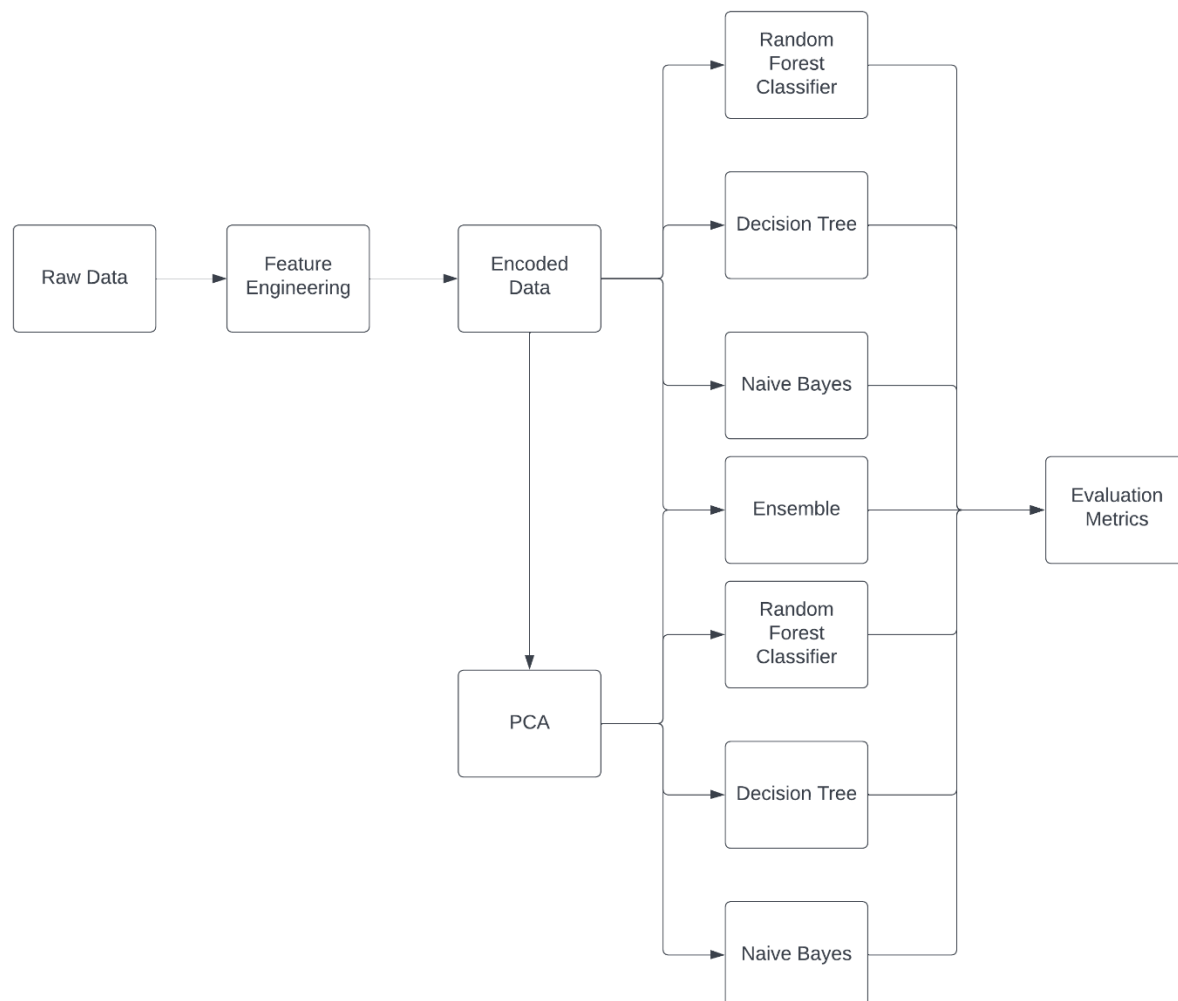 Raw Data
Feature
Engineering
Encoded
Data
PCA
Random
Forest
Classifier
Decision Tree
Naive Bayes
Ensemble
Random
Forest
Classifier
Decision Tree
Naive Bayes
Evaluation
Metrics